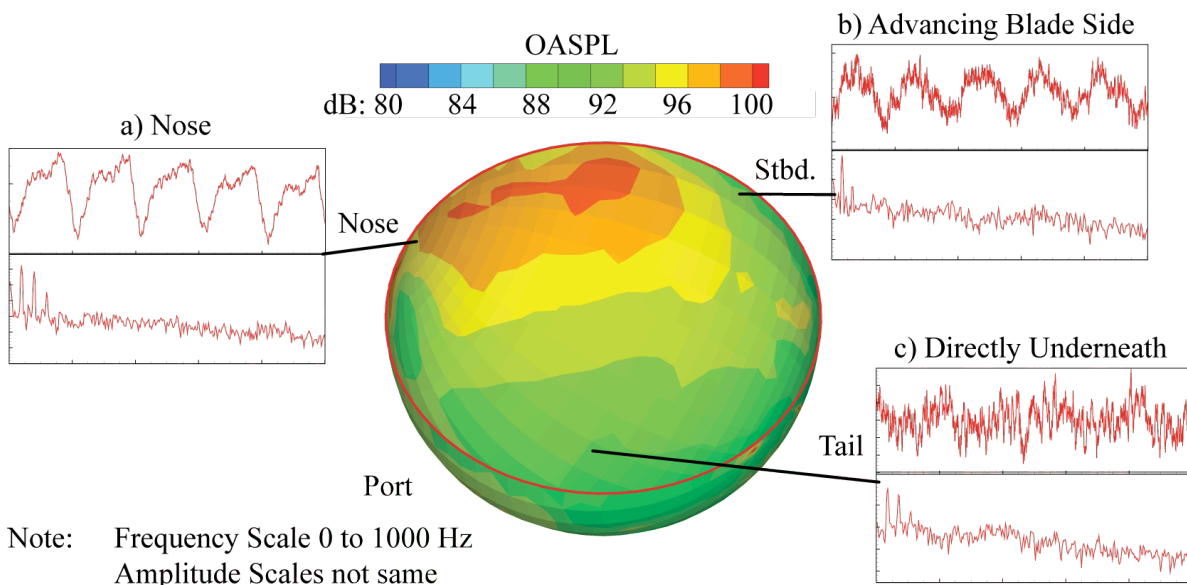 b) Advancing Blade Side
OASPL
dB: 80 84 88 92 96 100
a) Nose
Stbd.
Nose
c) Directly Underneath
Tail
Port
Note: Frequency Scale 0 to 1000 Hz
Amplitude Scales not same